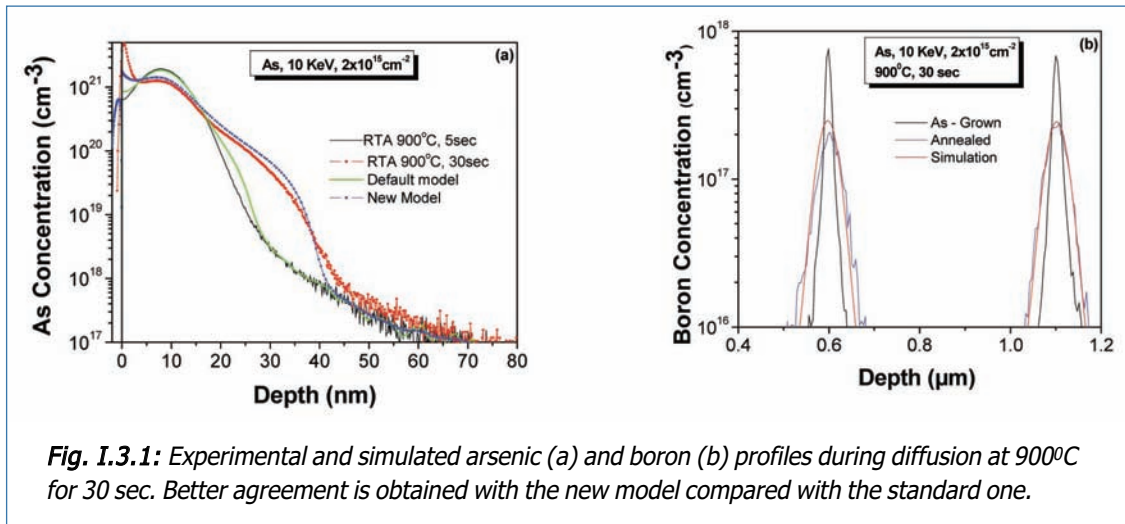 (a)
As, 10 KeV, 2x10¹⁵cm⁻²
As Concentration (cm⁻³)
10²¹
10²⁰
10¹⁹
10¹⁸
10¹⁷
RTA 900°C, 5sec
RTA 900°C, 30sec
Default model
New Model
0 10 20 30 40 50 60 70 80
Depth (nm)
(b)
As, 10 KeV, 2x10¹⁵cm⁻²
900°C, 30 sec
Boron Concentration (cm⁻³)
10¹⁹
10¹⁸
10¹⁷
10¹⁶
As - Grown
Annealed
Simulation
0.4 0.6 0.8 1.0 1.2
Depth (µm)
Fig. I.3.1: Experimental and simulated arsenic (a) and boron (b) profiles during diffusion at 900⁰C
for 30 sec. Better agreement is obtained with the new model compared with the standard one.